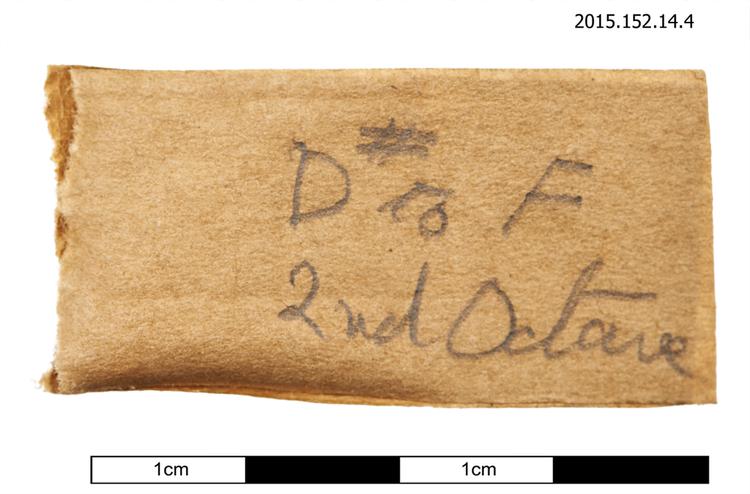 2015.152.14.4
D# to F
2nd Octave
1cm 1cm